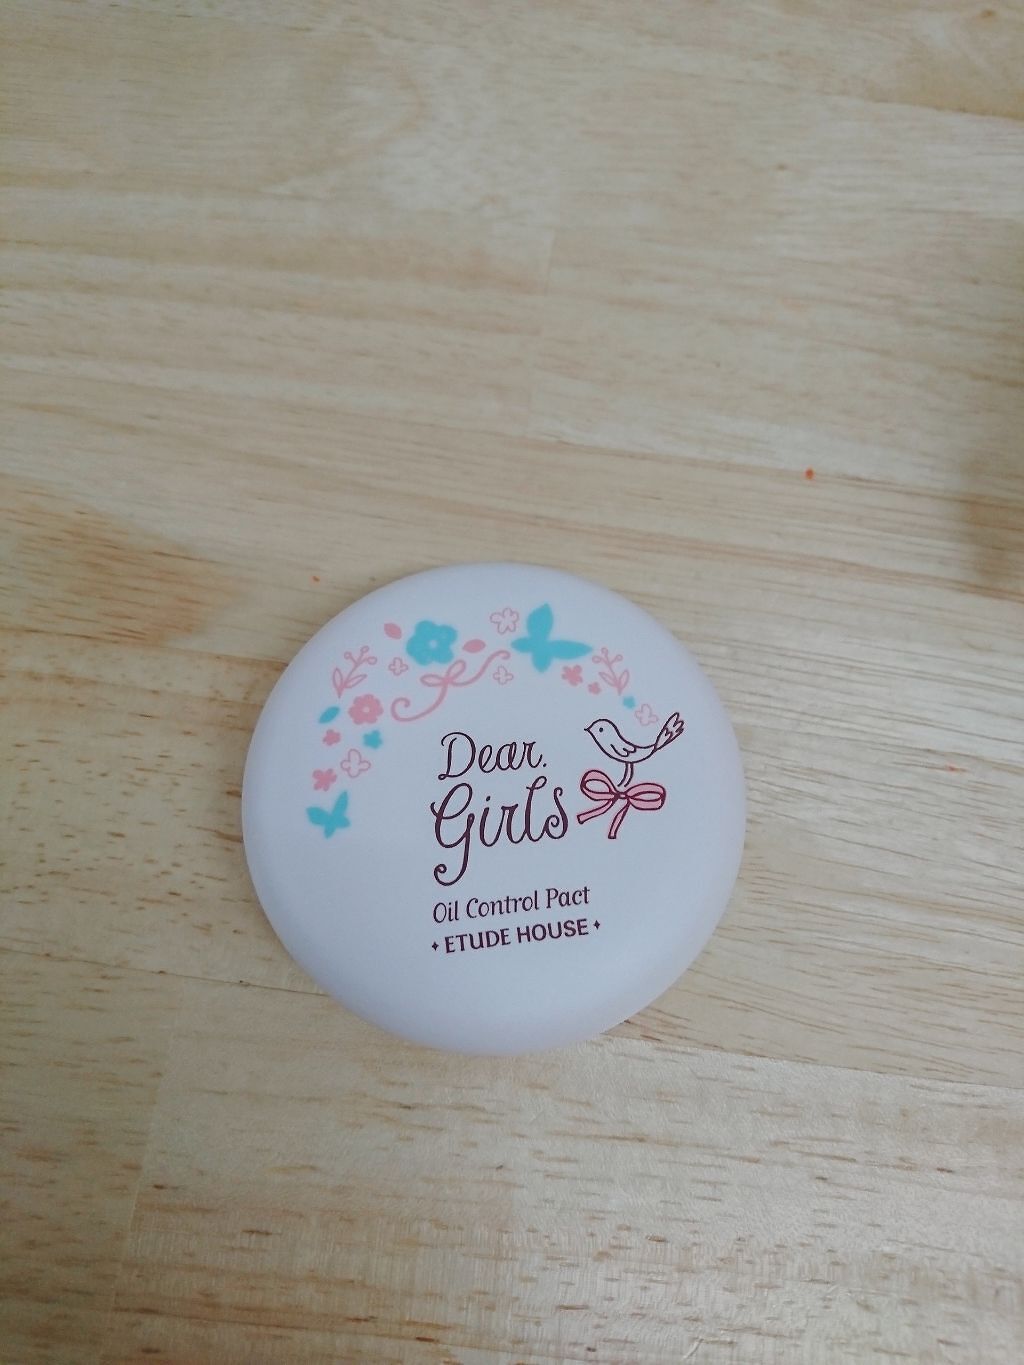 Dear.
Girls
Oil Control Pact
ETUDE HOUSE